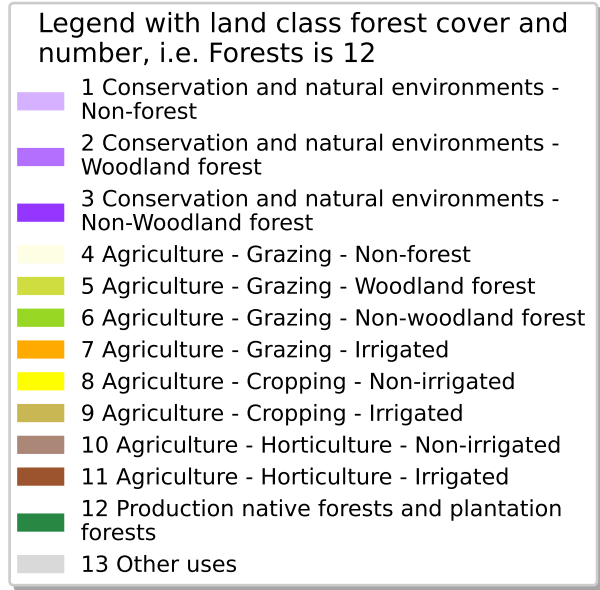 Legend with land class forest cover and
number, i.e. Forests is 12
1 Conservation and natural environments -
Non-forest
2 Conservation and natural environments -
Woodland forest
3 Conservation and natural environments -
Non-Woodland forest
4 Agriculture - Grazing - Non-forest
5 Agriculture - Grazing - Woodland forest
6 Agriculture - Grazing - Non-woodland forest
7 Agriculture - Grazing - Irrigated
8 Agriculture - Cropping - Non-irrigated
9 Agriculture - Cropping - Irrigated
10 Agriculture - Horticulture - Non-irrigated
11 Agriculture - Horticulture - Irrigated
12 Production native forests and plantation
forests
13 Other uses